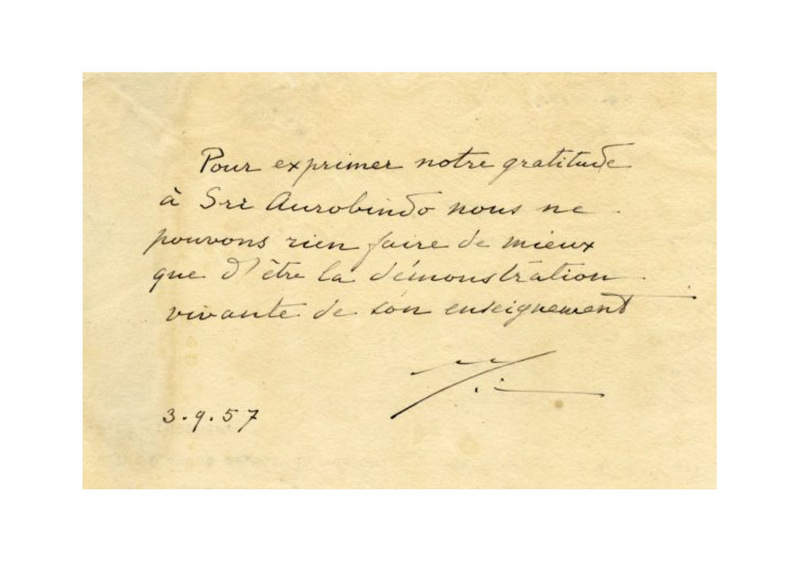 Pour exprimer notre gratitude
à Sri Aurobindo nous ne
pouvons rien faire de mieux
que d'être la démonstration
vivante de son enseignement
3.9.57